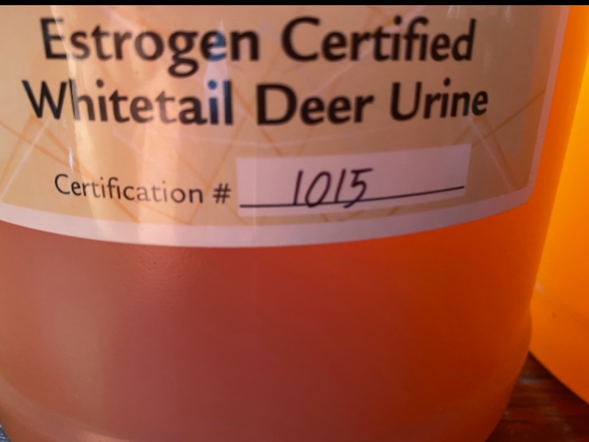 Estrogen Certified
Whitetail Deer Urine
Certification # 1015